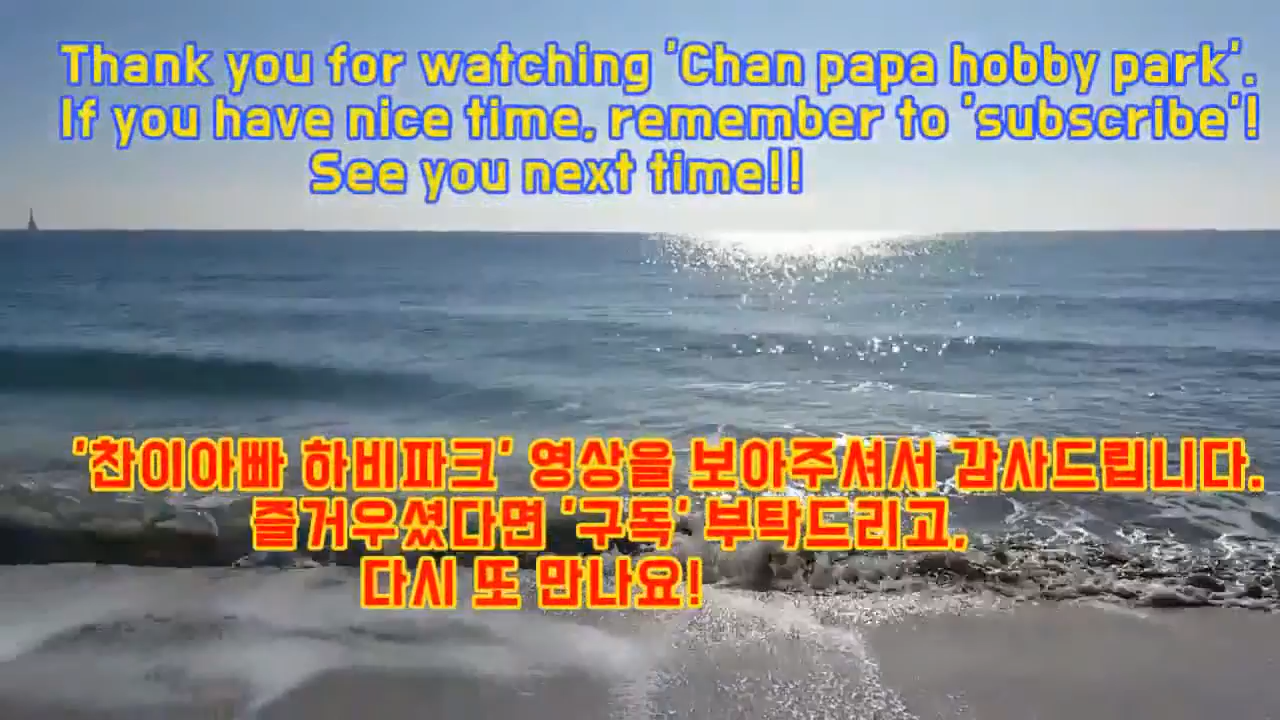 Thank you for watching 'Chan papa hobby park'.
If you have nice time, remember to 'subscribe'!
See you next time!!
'찬이아빠 하비파크' 영상을 보아주셔서 감사드립니다.
즐거우셨다면 '구독' 부탁드리고,
다시 또 만나요!